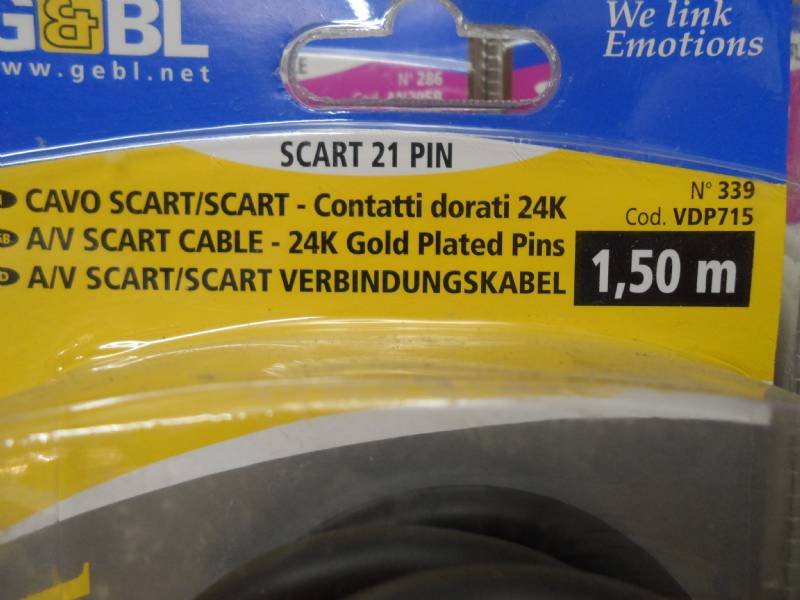 G&BL
www.gebl.net
We link
Emotions
E
N° 286
SCART 21 PIN
CAVO SCART/SCART - Contatti dorati 24K
GB A/V SCART CABLE - 24K Gold Plated Pins
D A/V SCART/SCART VERBINDUNGSKABEL
N° 339
Cod. VDP715
1,50 m